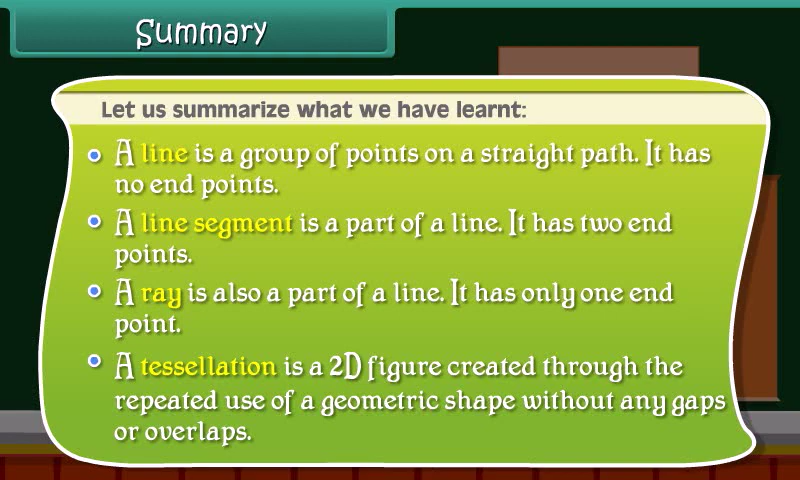 Summary
Let us summarize what we have learnt:
A line is a group of points on a straight path. It has
no end points.
A line segment is a part of a line. It has two end
points.
A ray is also a part of a line. It has only one end
point.
A tessellation is a 2D figure created through the
repeated use of a geometric shape without any gaps
or overlaps.